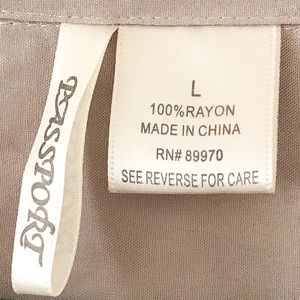 PASSPORT
L
100%RAYON
MADE IN CHINA
RN# 89970
SEE REVERSE FOR CARE